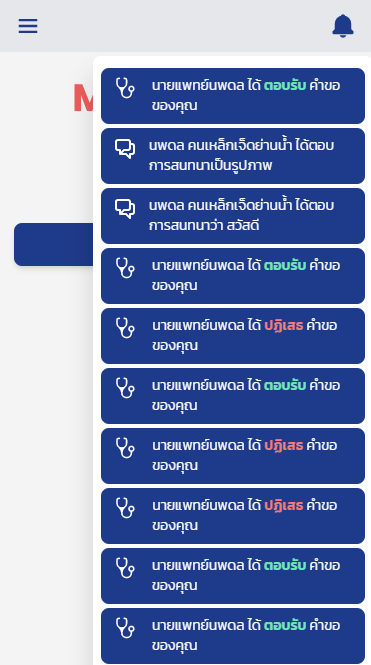 M
นายแพทย์นพดล ได้ ตอบรับ คำขอ
ของคุณ
นพดล คนเหล็กเว็ดย่านน้ำ ได้ตอบ
การสนทนาเป็นรูปภาพ
นพดล คนเหล็กเว็ดย่านน้ำ ได้ตอบ
การสนทนาว่า สวัสดี
นายแพทย์นพดล ได้ ตอบรับ คำขอ
ของคุณ
นายแพทย์นพดล ได้ ปฏิเสธ คำขอ
ของคุณ
นายแพทย์นพดล ได้ ตอบรับ คำขอ
ของคุณ
นายแพทย์นพดล ได้ ปฏิเสธ คำขอ
ของคุณ
นายแพทย์นพดล ได้ ปฏิเสธ คำขอ
ของคุณ
นายแพทย์นพดล ได้ ตอบรับ คำขอ
ของคุณ
นายแพทย์นพดล ได้ ตอบรับ คำขอ
ของคุณ